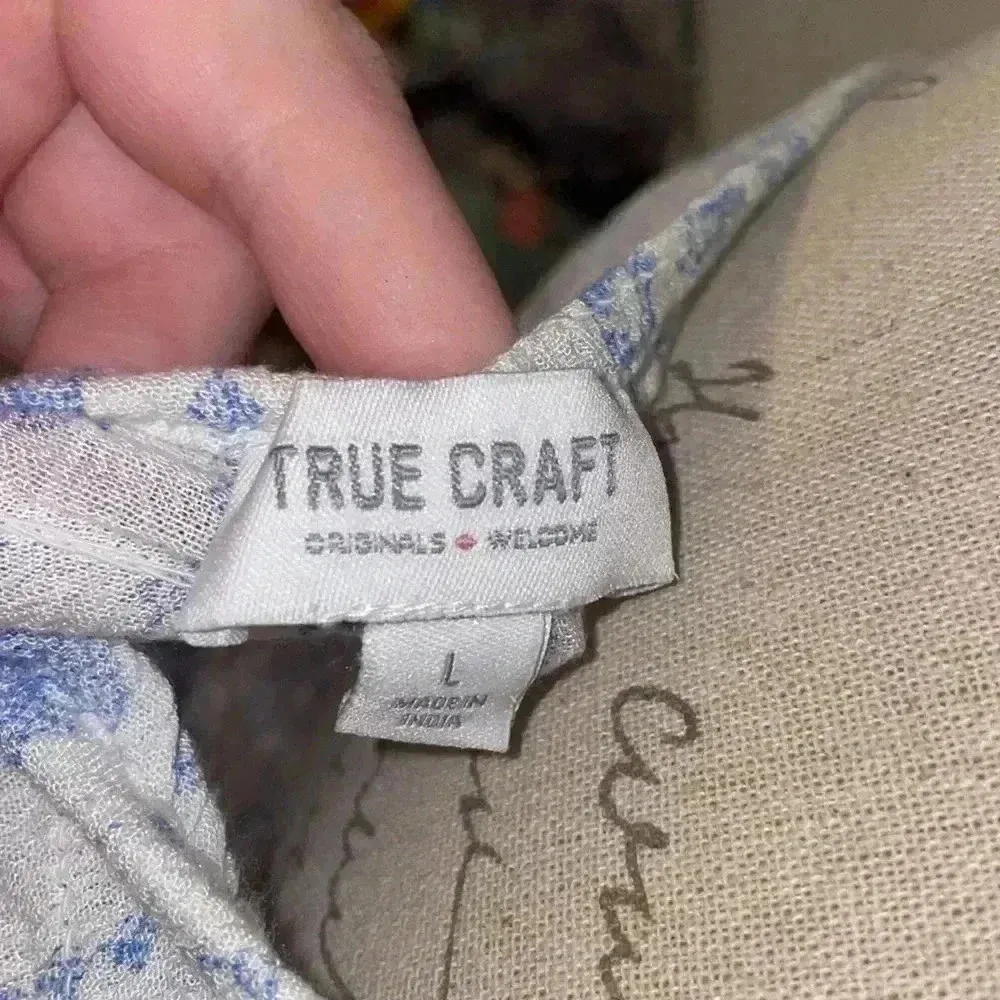 TRUE CRAFT
ORIGINALS WELCOME
L
MADE IN
INDIA